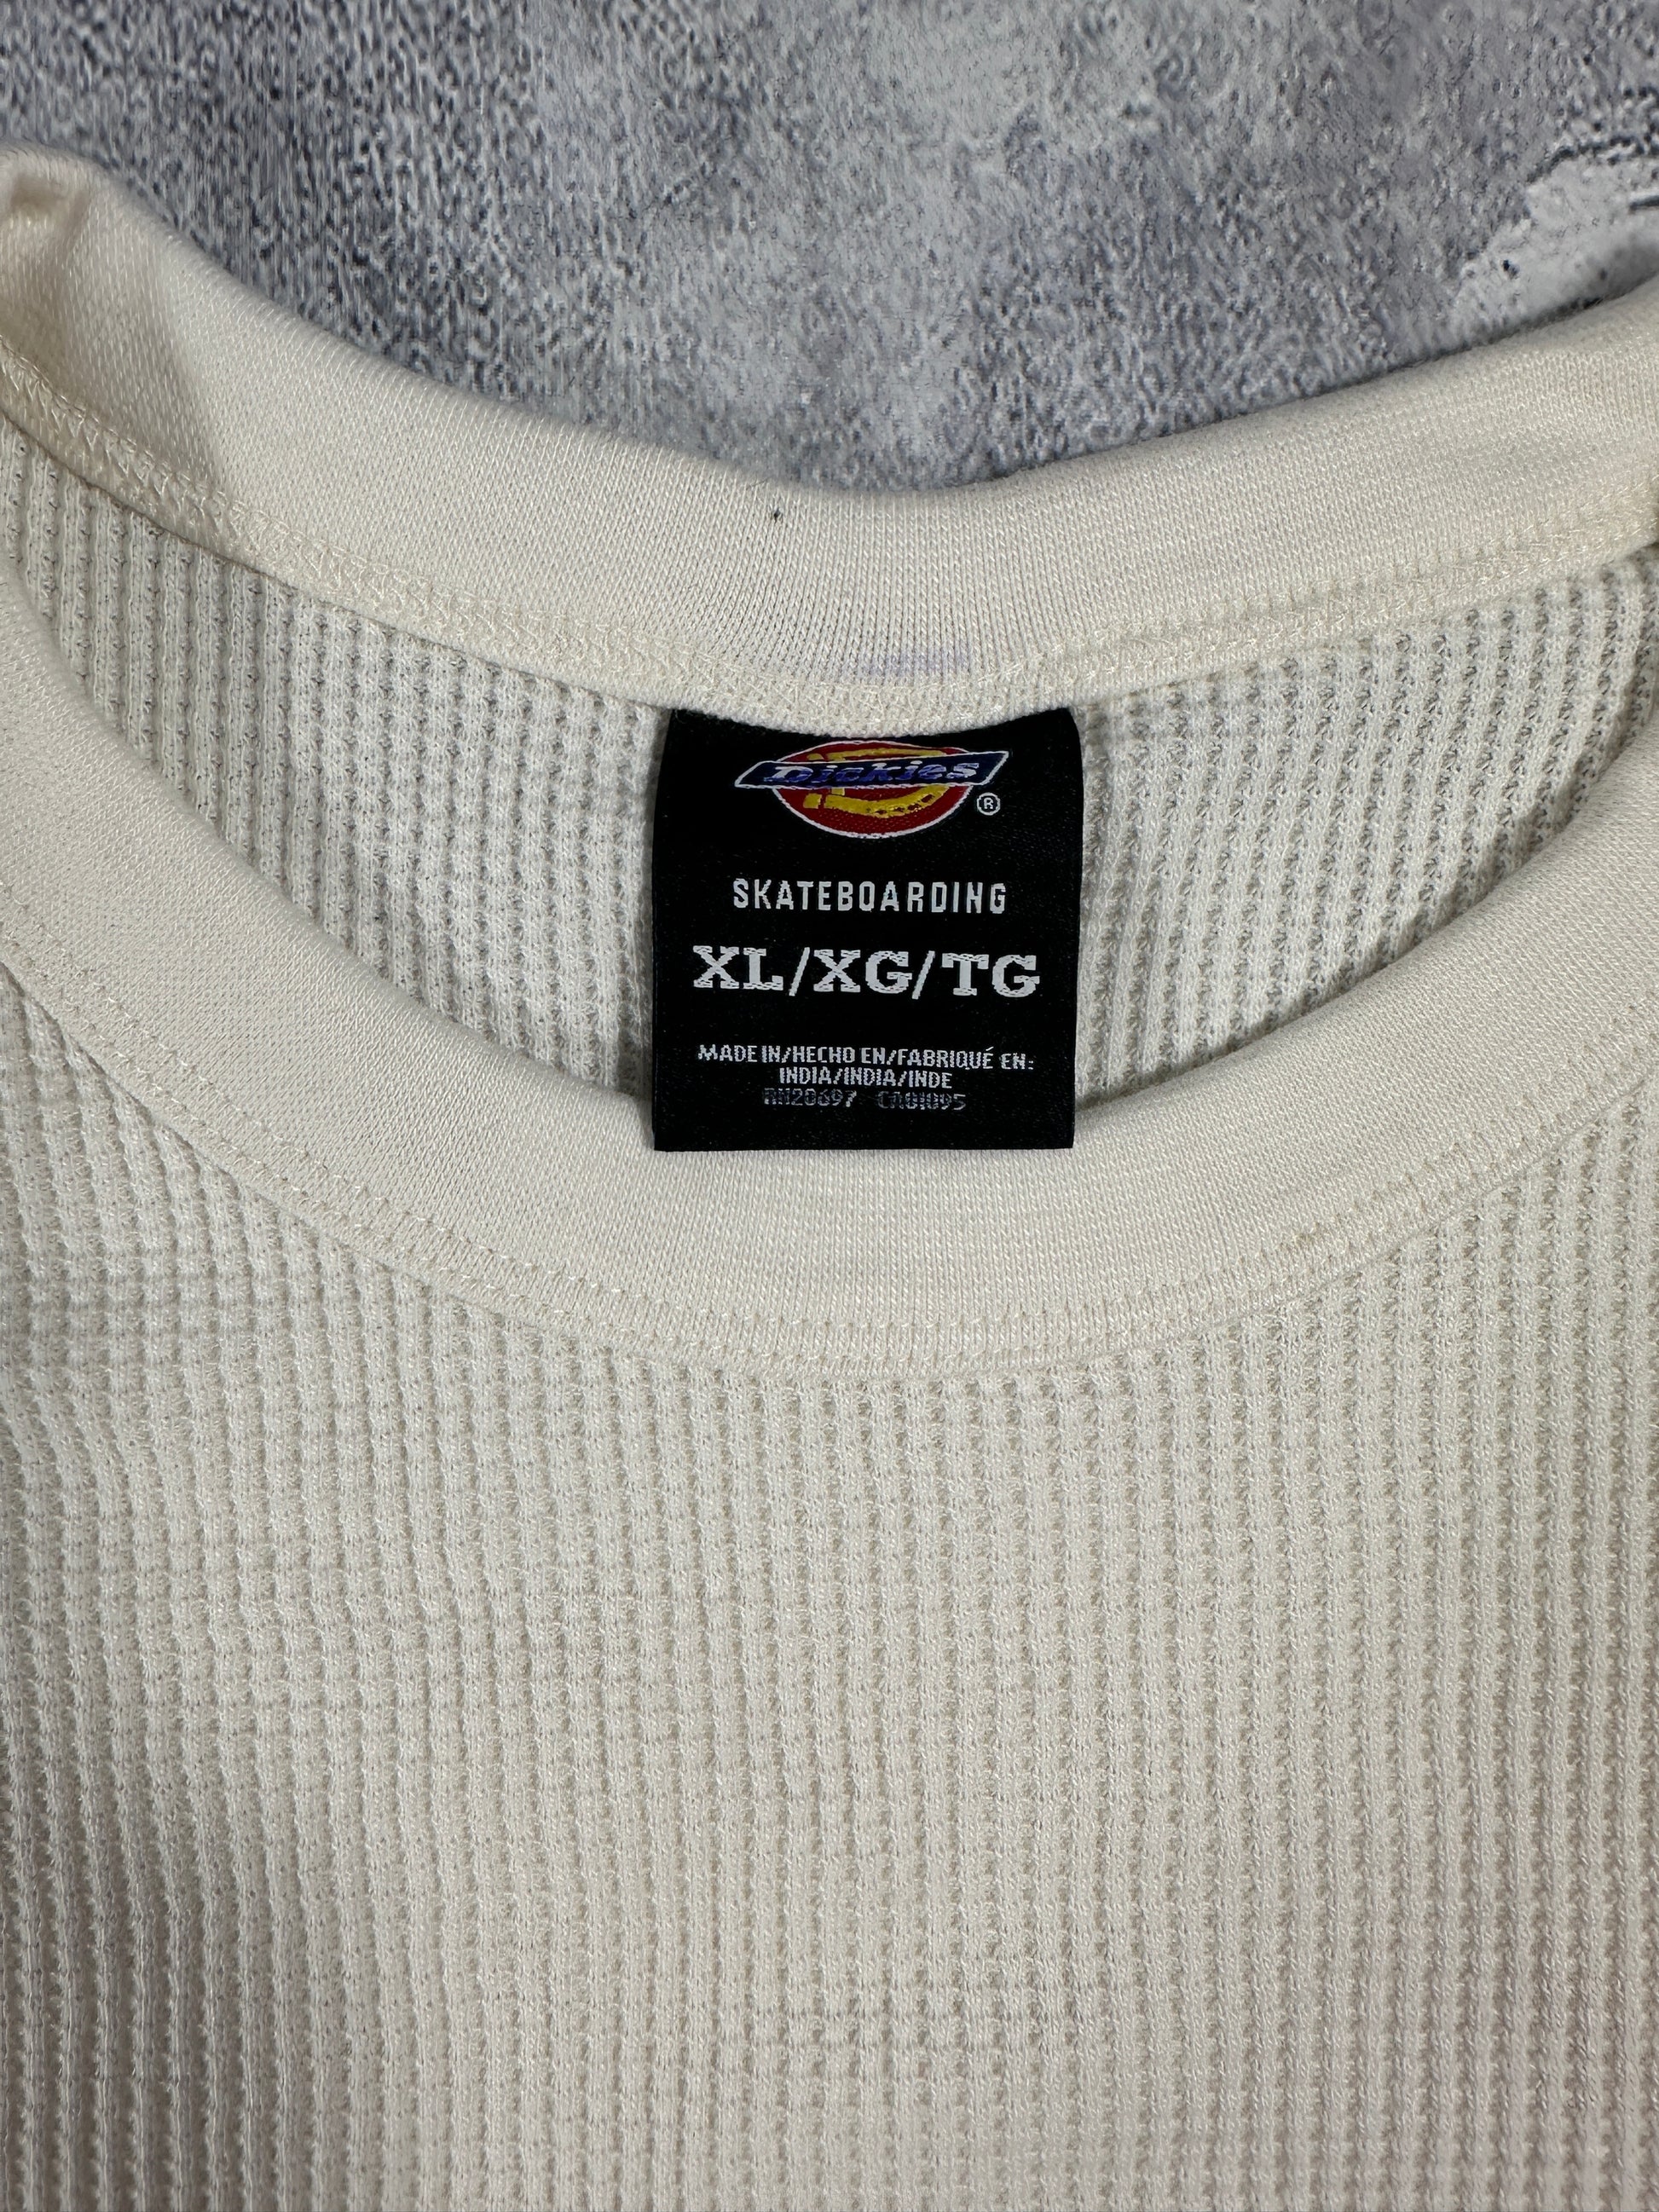 Dickies
®
SKATEBOARDING
XL/XG/TG
MADE IN/HECHO EN/FABRIQUÉ EN:
INDIA/INDIA/INDE
RN20697 CA01095